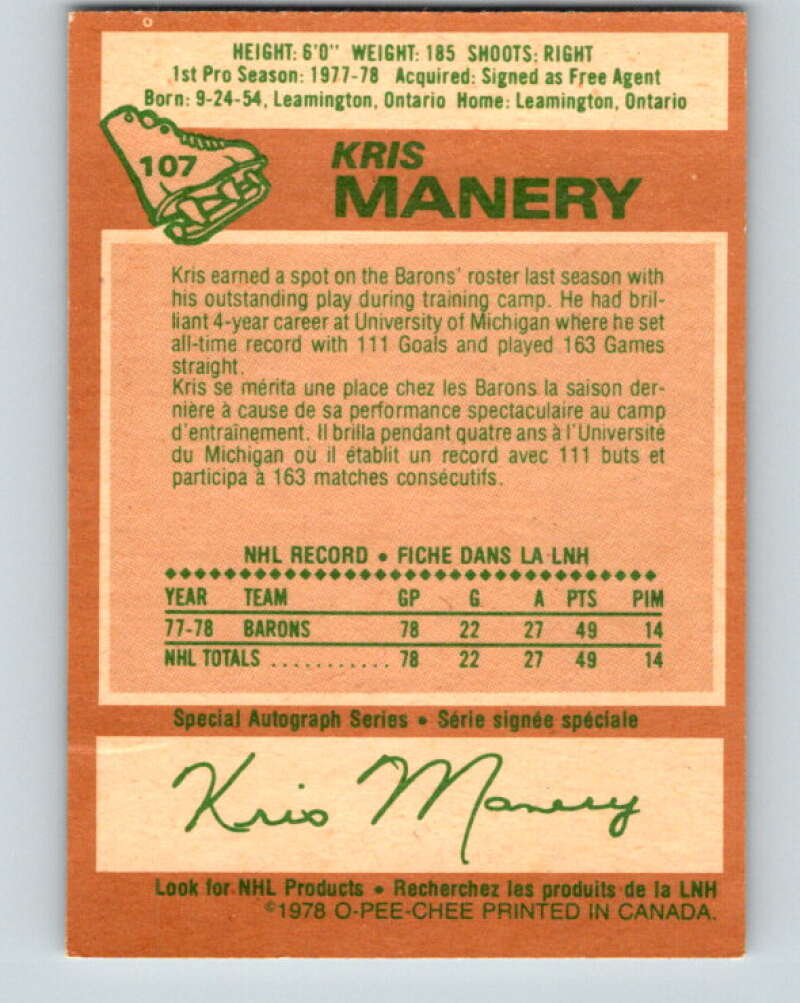 HEIGHT: 6'0" WEIGHT: 185 SHOOTS: RIGHT
1st Pro Season: 1977-78 Acquired: Signed as Free Agent
Born: 9-24-54, Leamington, Ontario Home: Leamington, Ontario
107
KRIS
MANERY
Kris earned a spot on the Barons' roster last season with
his outstanding play during training camp. He had bril-
liant 4-year career at University of Michigan where he set
all-time record with 111 Goals and played 163 Games
straight.
Kris se mérita une place chez les Barons la saison der-
nière à cause de sa performance spectaculaire au camp
d'entraînement. Il brilla pendant quatre ans à l'Université
du Michigan où il établit un record avec 111 buts et
participa à 163 matches consécutifs.
NHL RECORD • FICHE DANS LA LNH
YEAR TEAM GP G A PTS PIM
77-78 BARONS 78 22 27 49 14
NHL TOTALS ........... 78 22 27 49 14
Special Autograph Series • Série signée spéciale
Kris Manery
Look for NHL Products • Recherchez les produits de la LNH
©1978 O-PEE-CHEE PRINTED IN CANADA.